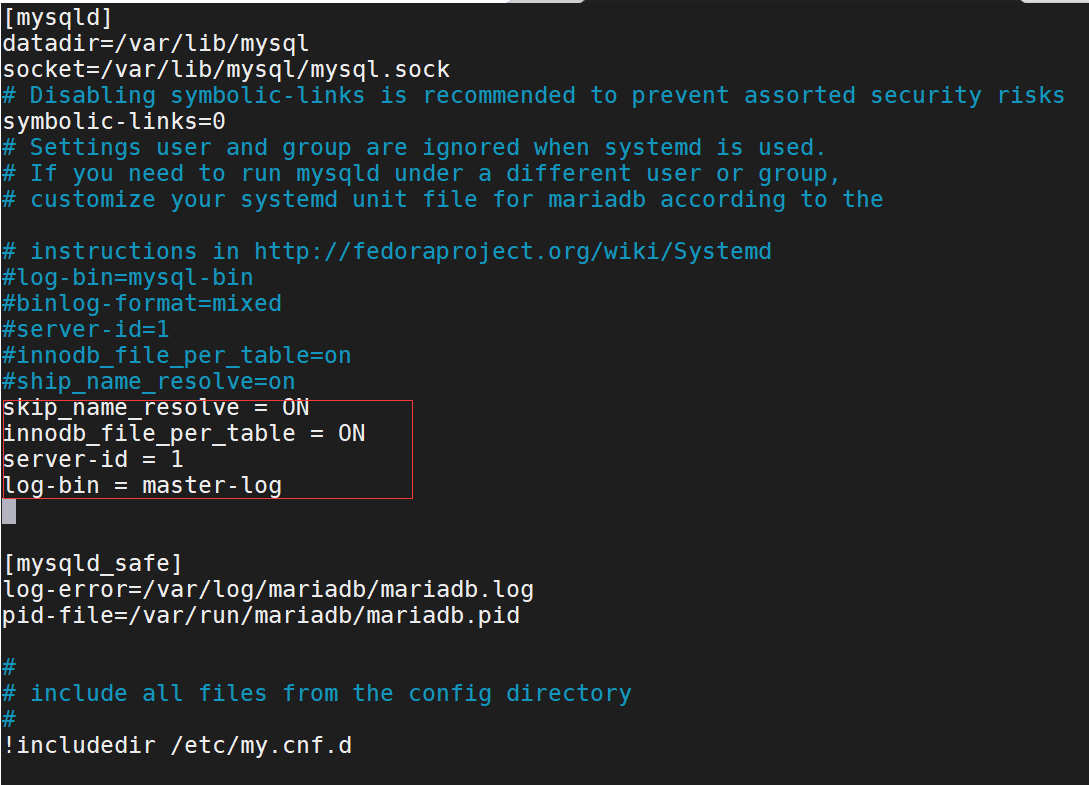 [mysqld]
datadir=/var/lib/mysql
socket=/var/lib/mysql/mysql.sock
# Disabling symbolic-links is recommended to prevent assorted security risks
symbolic-links=0
# Settings user and group are ignored when systemd is used.
# If you need to run mysqld under a different user or group,
# customize your systemd unit file for mariadb according to the
# instructions in http://fedoraproject.org/wiki/Systemd
#log-bin=mysql-bin
#binlog-format=mixed
#server-id=1
#innodb_file_per_table=on
#ship_name_resolve=on
skip_name_resolve = ON
innodb_file_per_table = ON
server-id = 1
log-bin = master-log
[mysqld_safe]
log-error=/var/log/mariadb/mariadb.log
pid-file=/var/run/mariadb/mariadb.pid
#
# include all files from the config directory
#
!includedir /etc/my.cnf.d